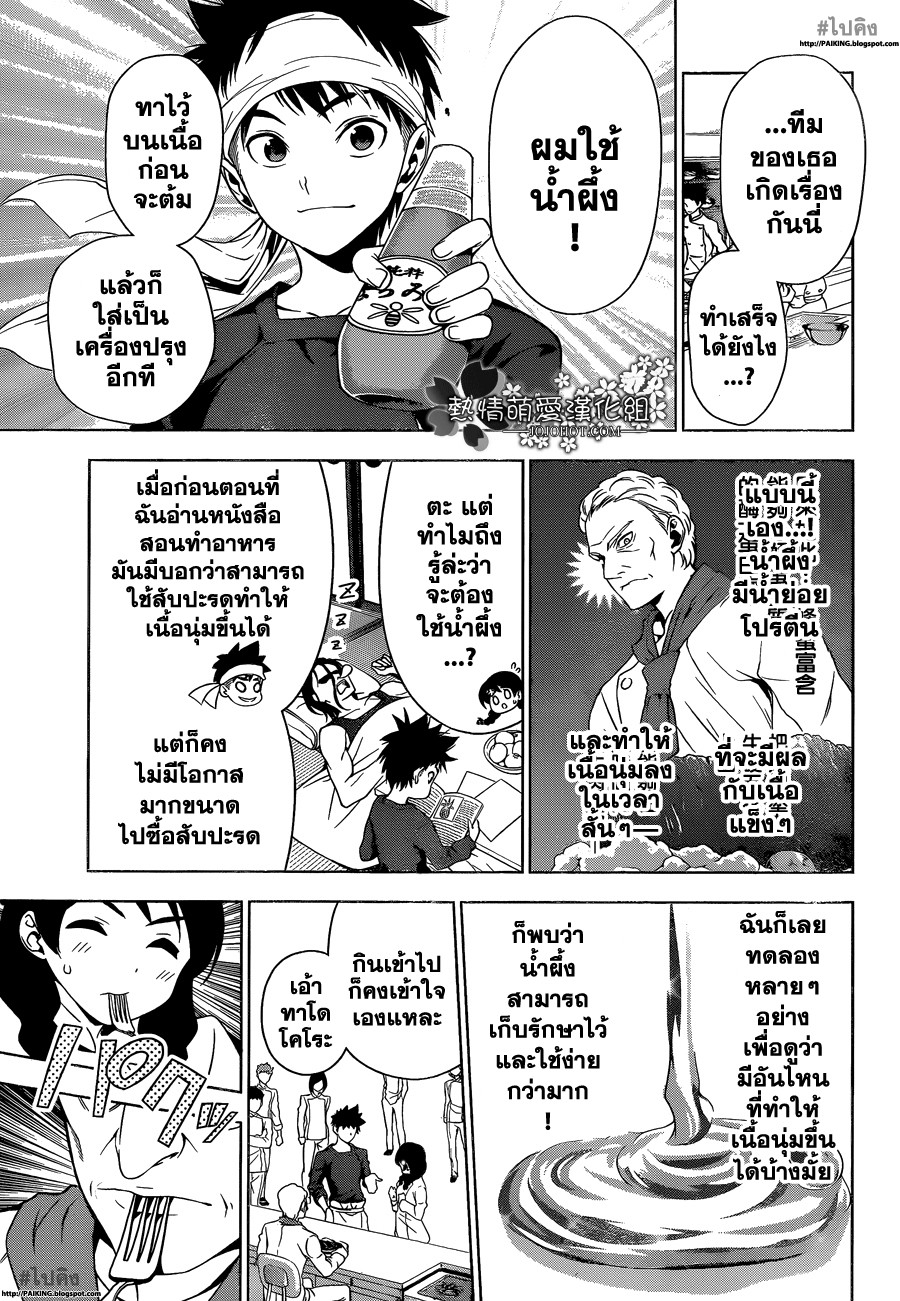 #ไปคิง
http://PAIKING.blogspot.com
...ทีม
ของเธอ
เกิดเรื่อง
กันนี่
ทำเสร็จ
ได้ยังไง
...?
ผมใช้
น้ำผึ้ง
!
ทาไว้
บนเนื้อ
ก่อน
จะต้ม
แล้วก็
ใส่เป็น
เครื่องปรุง
อีกที
熱情萌愛漢化組
JOJOHOT.COM
แบบนี้
เอง...!
น้ำผึ้ง
มีน้ำย่อย
โปรตีน
ที่จะมีผล
กับเนื้อ
แข็งๆ
และทำให้
เนื้อนุ่มลง
ในเวลา
สั้นๆ—
ตะ แต่
ทำไมถึง
รู้ล่ะว่า
จะต้อง
ใช้น้ำผึ้ง
...?
เมื่อก่อนตอนที่
ฉันอ่านหนังสือ
สอนทำอาหาร
มันมีบอกว่าสามารถ
ใช้สับปะรดทำให้
เนื้อนุ่มขึ้นได้
แต่ก็คง
ไม่มีโอกาส
มากขนาด
ไปซื้อสับปะรด
ฉันก็เลย
ทดลอง
หลายๆ
อย่าง
เพื่อดูว่า
มีอันไหน
ที่ทำให้
เนื้อนุ่มขึ้น
ได้บ้างมั้ย
ก็พบว่า
น้ำผึ้ง
สามารถ
เก็บรักษาไว้
และใช้ง่าย
กว่ามาก
!
กินเข้าไป
ก็คงเข้าใจ
เองแหละ
เอ้า
ทาโด
โคโระ
#ไปคิง
http://PAIKING.blogspot.com